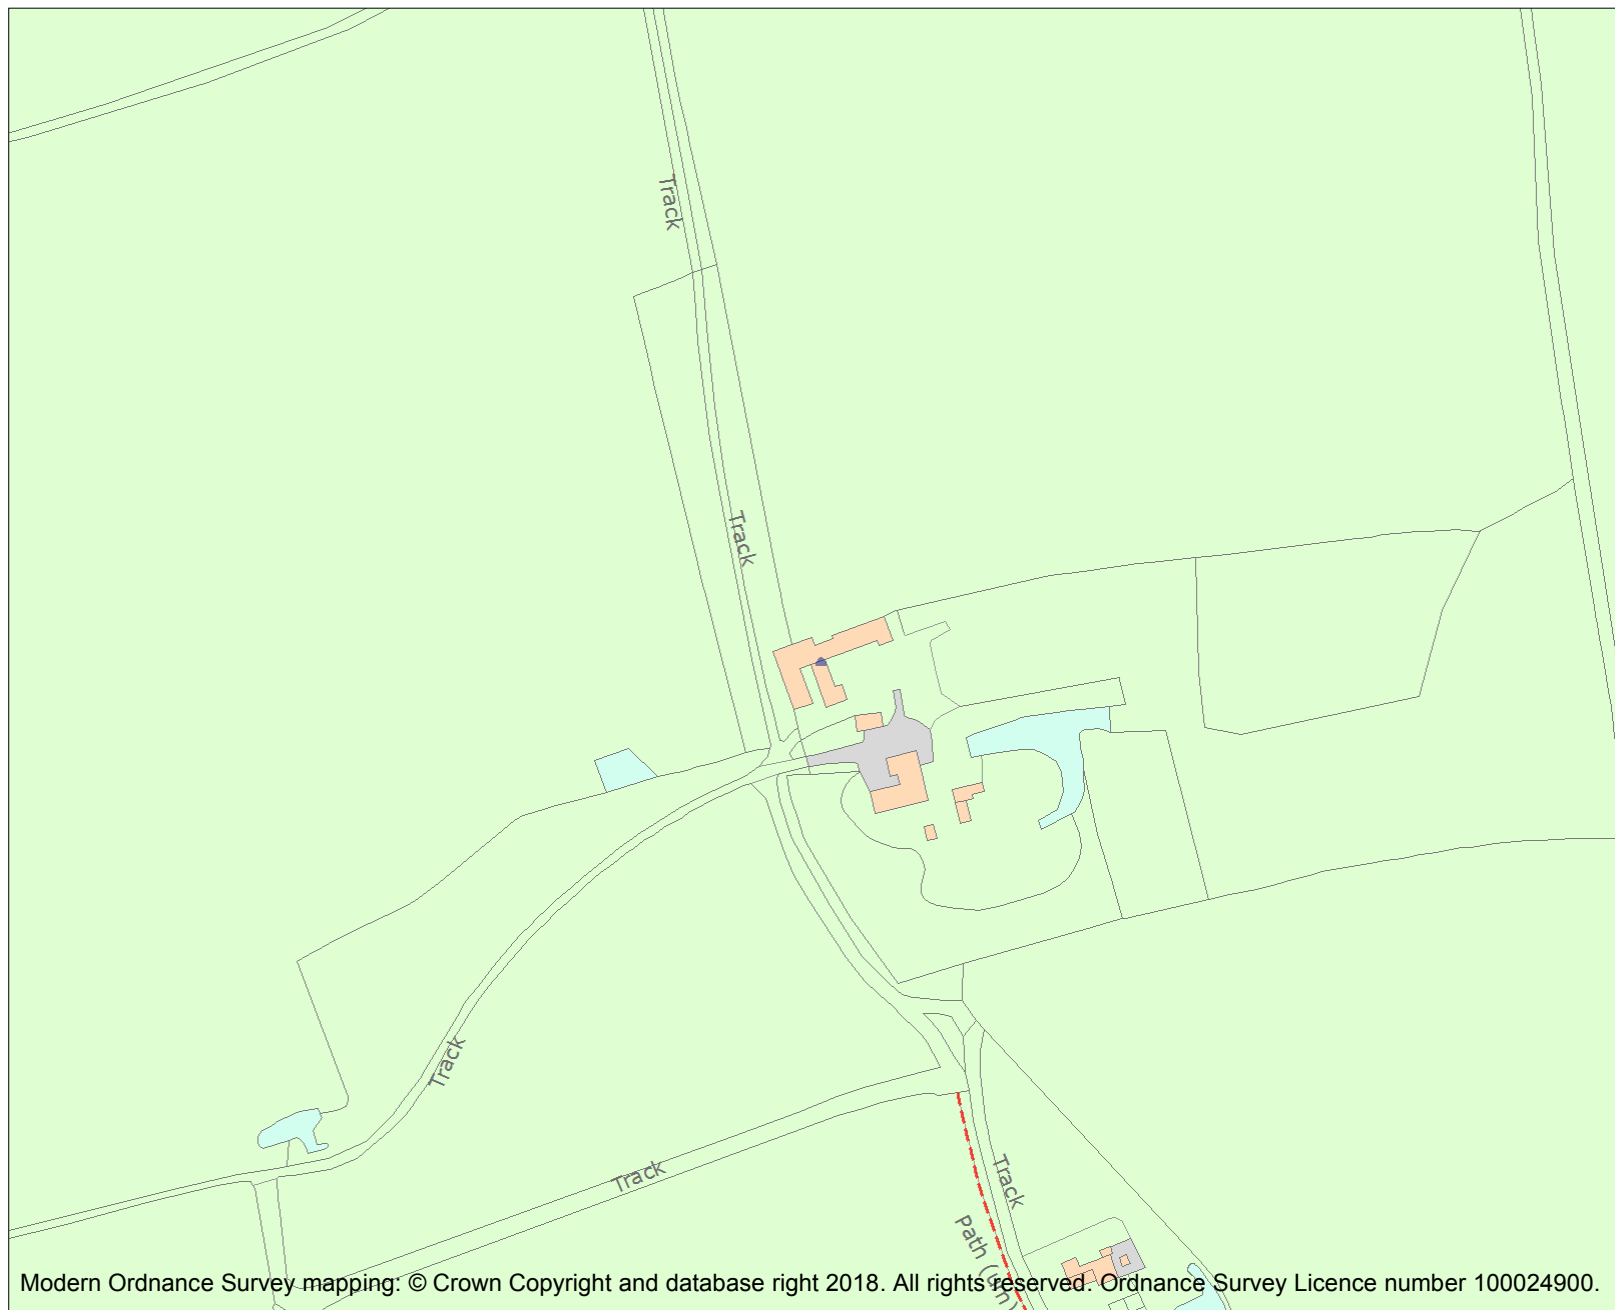 Track
Track
Track
Track
Track
Path (um)
Modern Ordnance Survey mapping: © Crown Copyright and database right 2018. All rights reserved. Ordnance Survey Licence number 100024900.